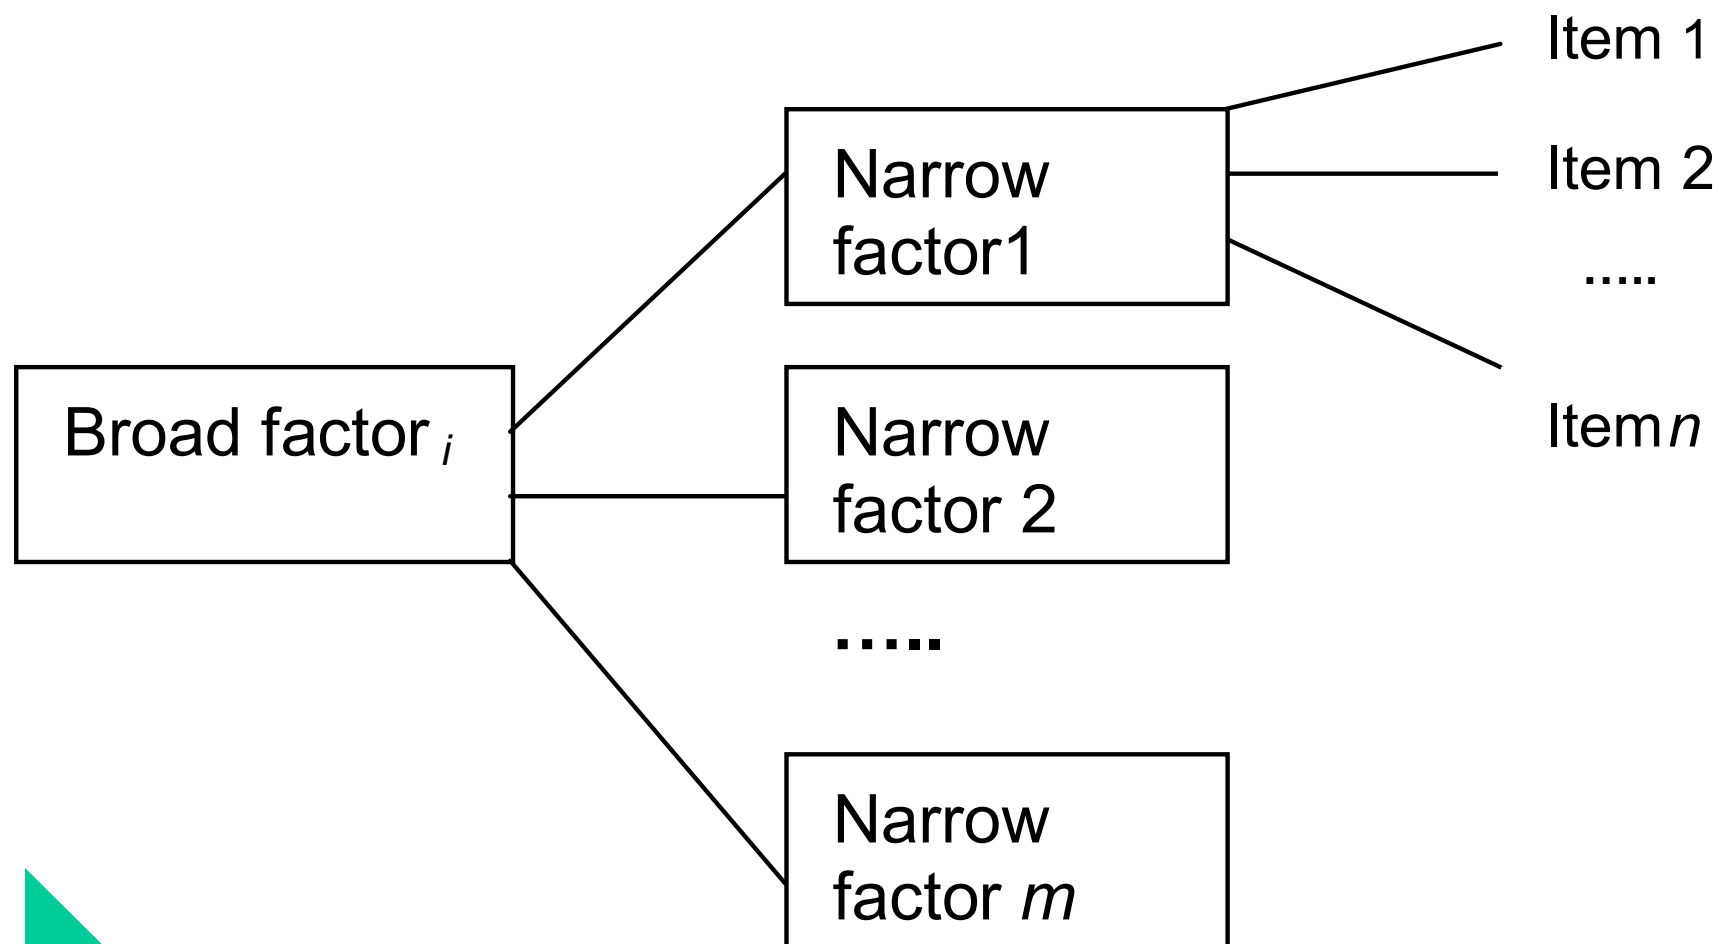 Item 1
Narrow
factor1
Item 2
.....
Broad factor i
Narrow
factor 2
Item n
......
Narrow
factor m